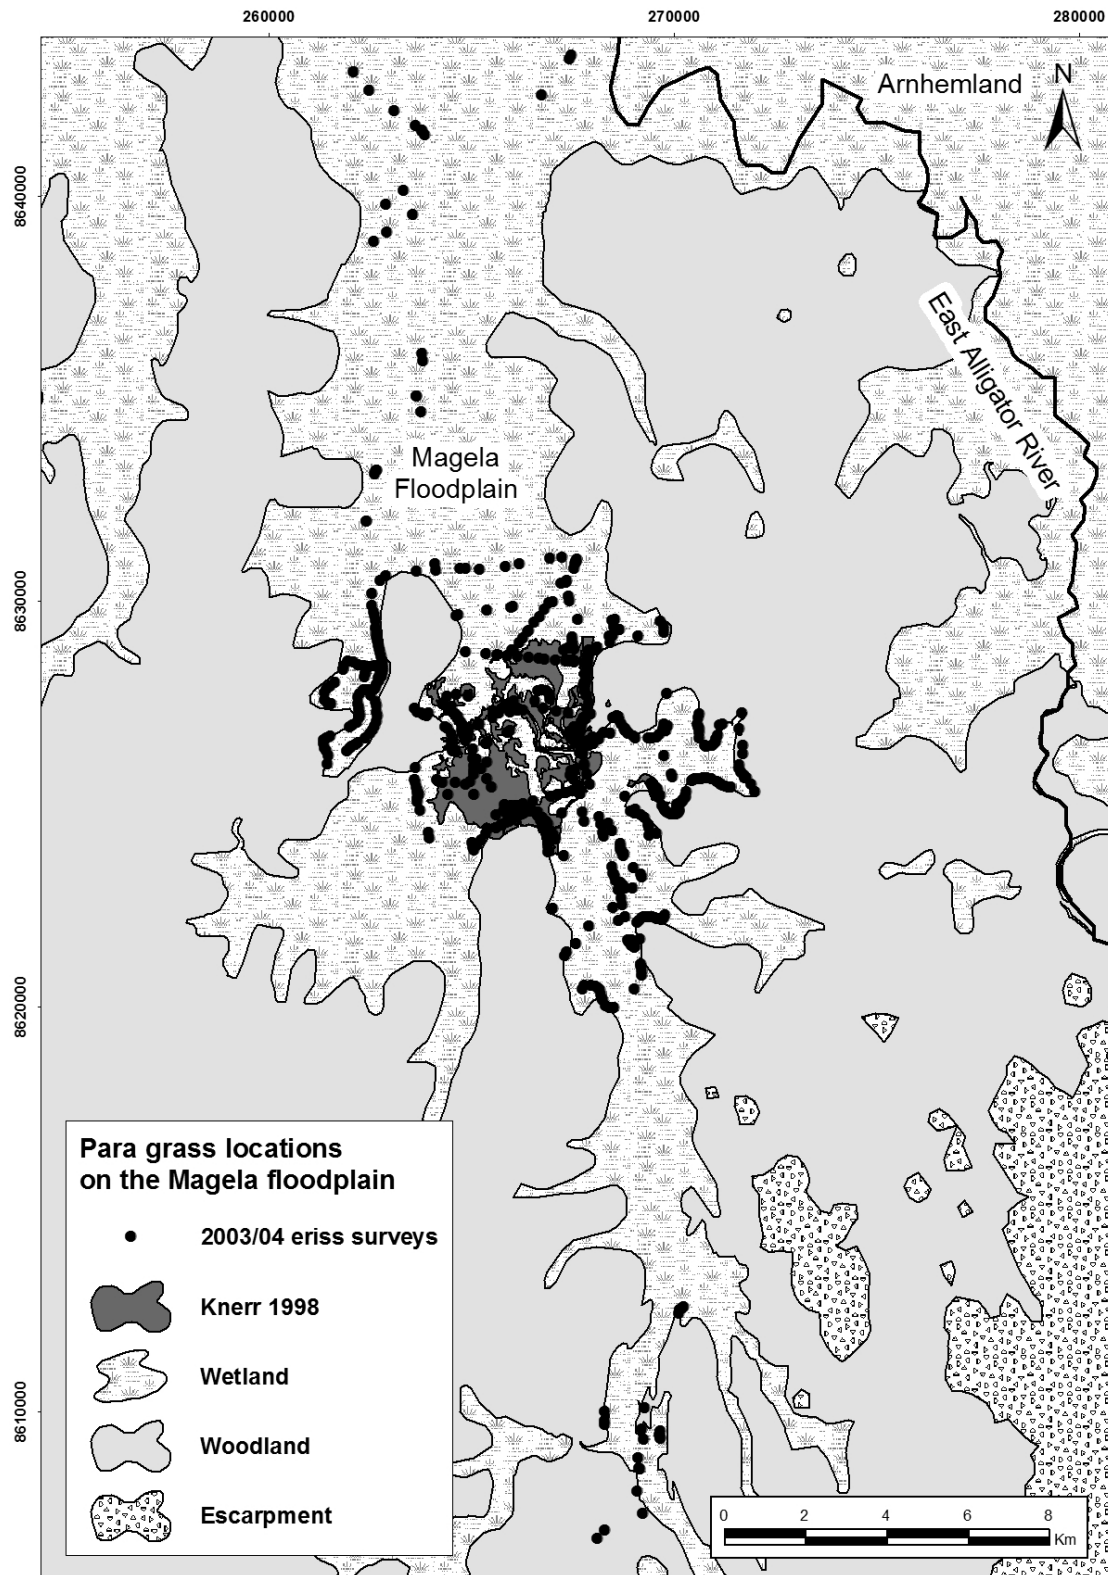 260000
270000
280000
Arnhemland
N
8640000
East Alligator River
Magela
Floodplain
8630000
8620000
Para grass locations
on the Magela floodplain
2003/04 eriss surveys
Knerr 1998
Wetland
Woodland
Escarpment
8610000
0 2 4 6 8
Km